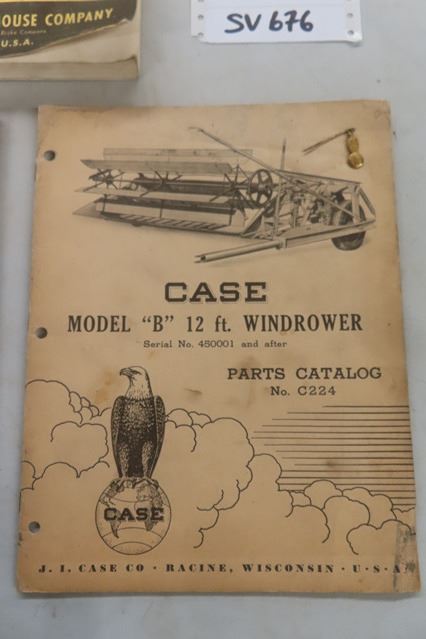 HOUSE COMPANY
U.S.A.
SV 676
CASE
MODEL "B" 12 ft. WINDROWER
Serial No. 450001 and after
PARTS CATALOG
No. C224
CASE
J. I. CASE CO · RACINE, WISCONSIN · U · S · A